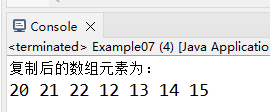 Console
<terminated> Example07 (4) [Java Applicatio
复制后的数组元素为：
20 21 22 12 13 14 15